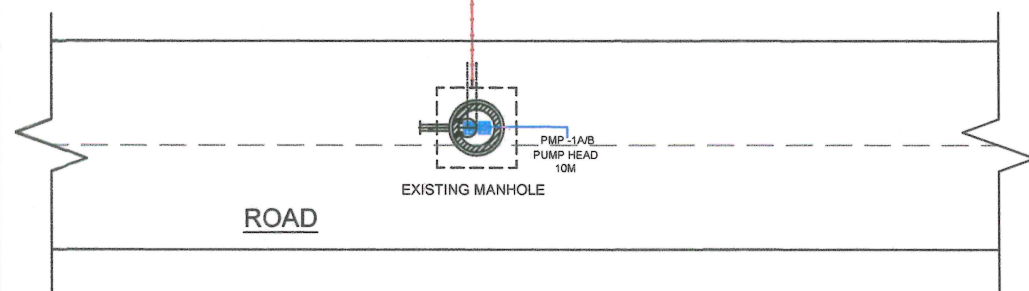 PMP -1A/B
PUMP HEAD
10M
EXISTING MANHOLE
ROAD